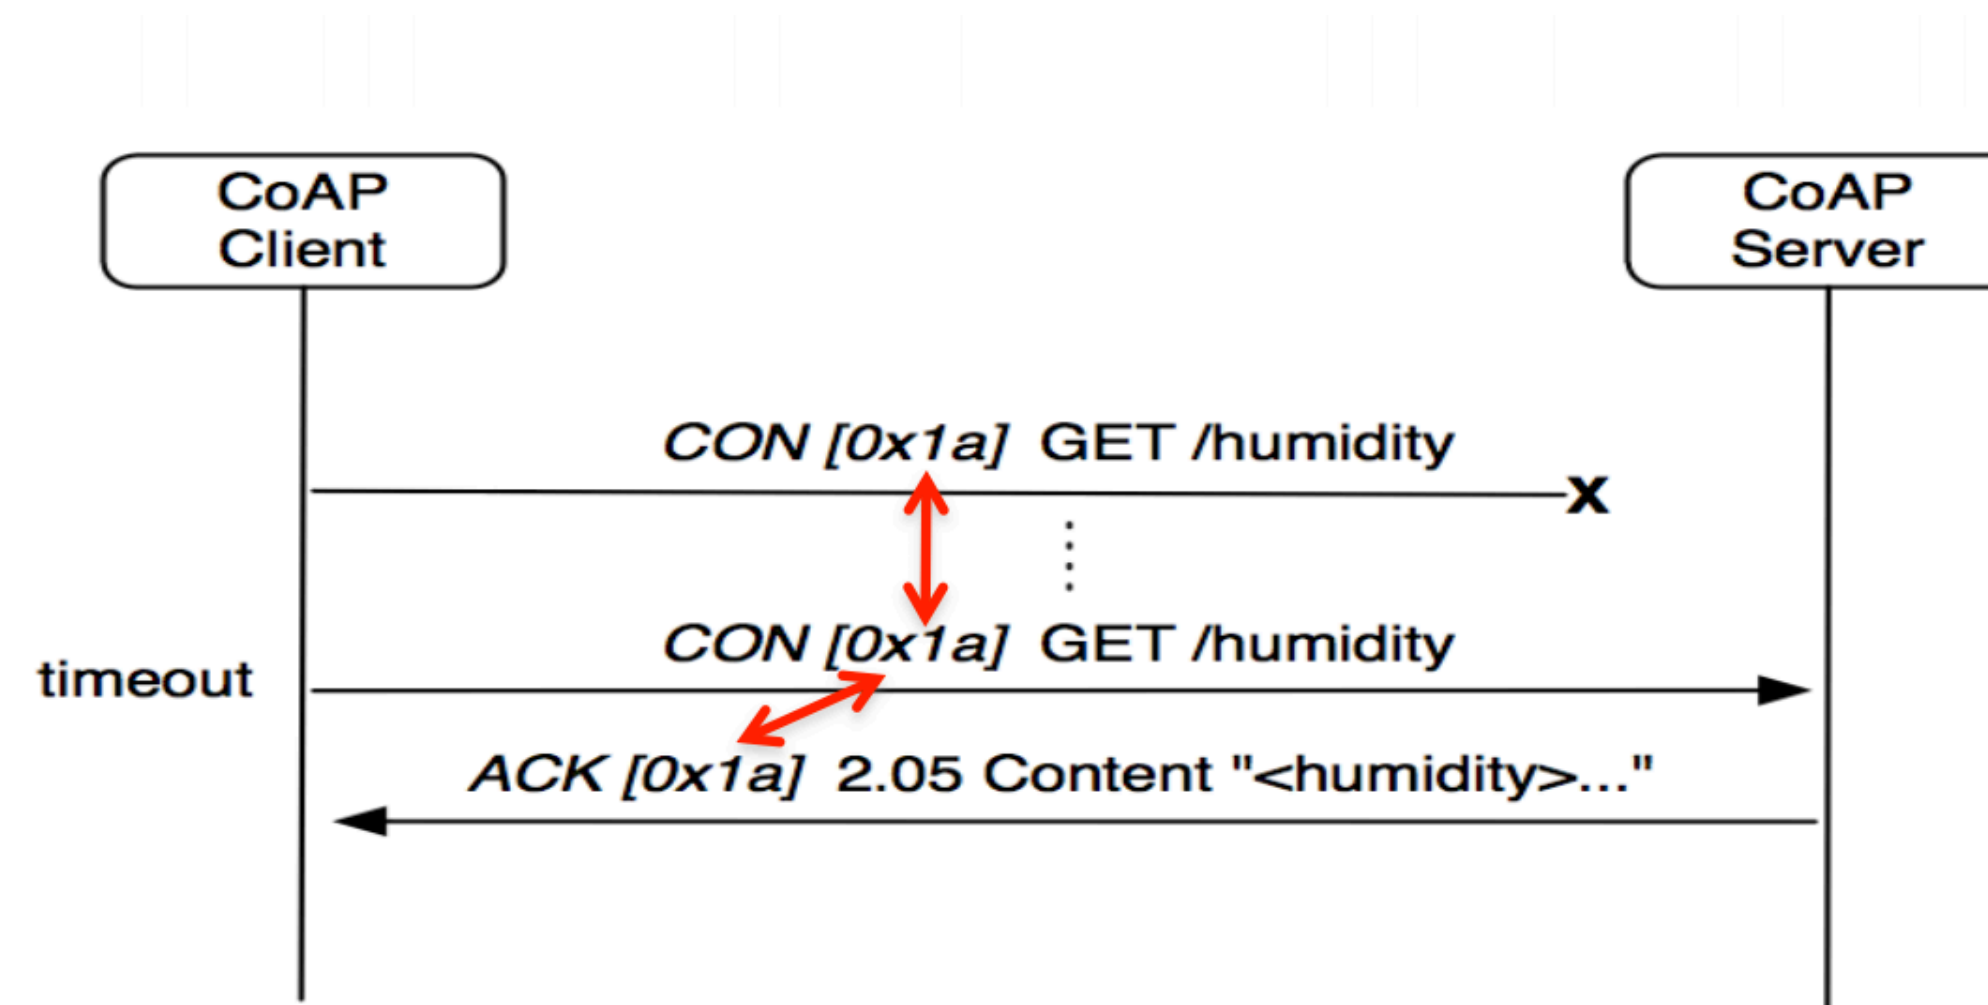 CoAP
Client
CoAP
Server
CON [0x1a] GET /humidity
x
CON [0x1a] GET /humidity
timeout
ACK [0x1a] 2.05 Content "<humidity>..."